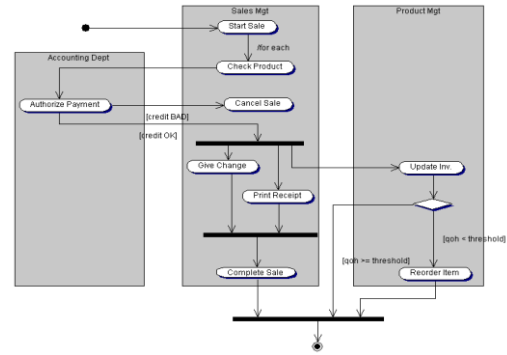 Sales Mgt
Product Mgt
Start Sale
/for each
Accounting Dept
Check Product
Authorize Payment
Cancel Sale
[credit BAD]
[credit OK]
Give Change
Update Inv.
Print Receipt
[qoh < threshold]
[qoh >= threshold]
Complete Sale
Reorder Item